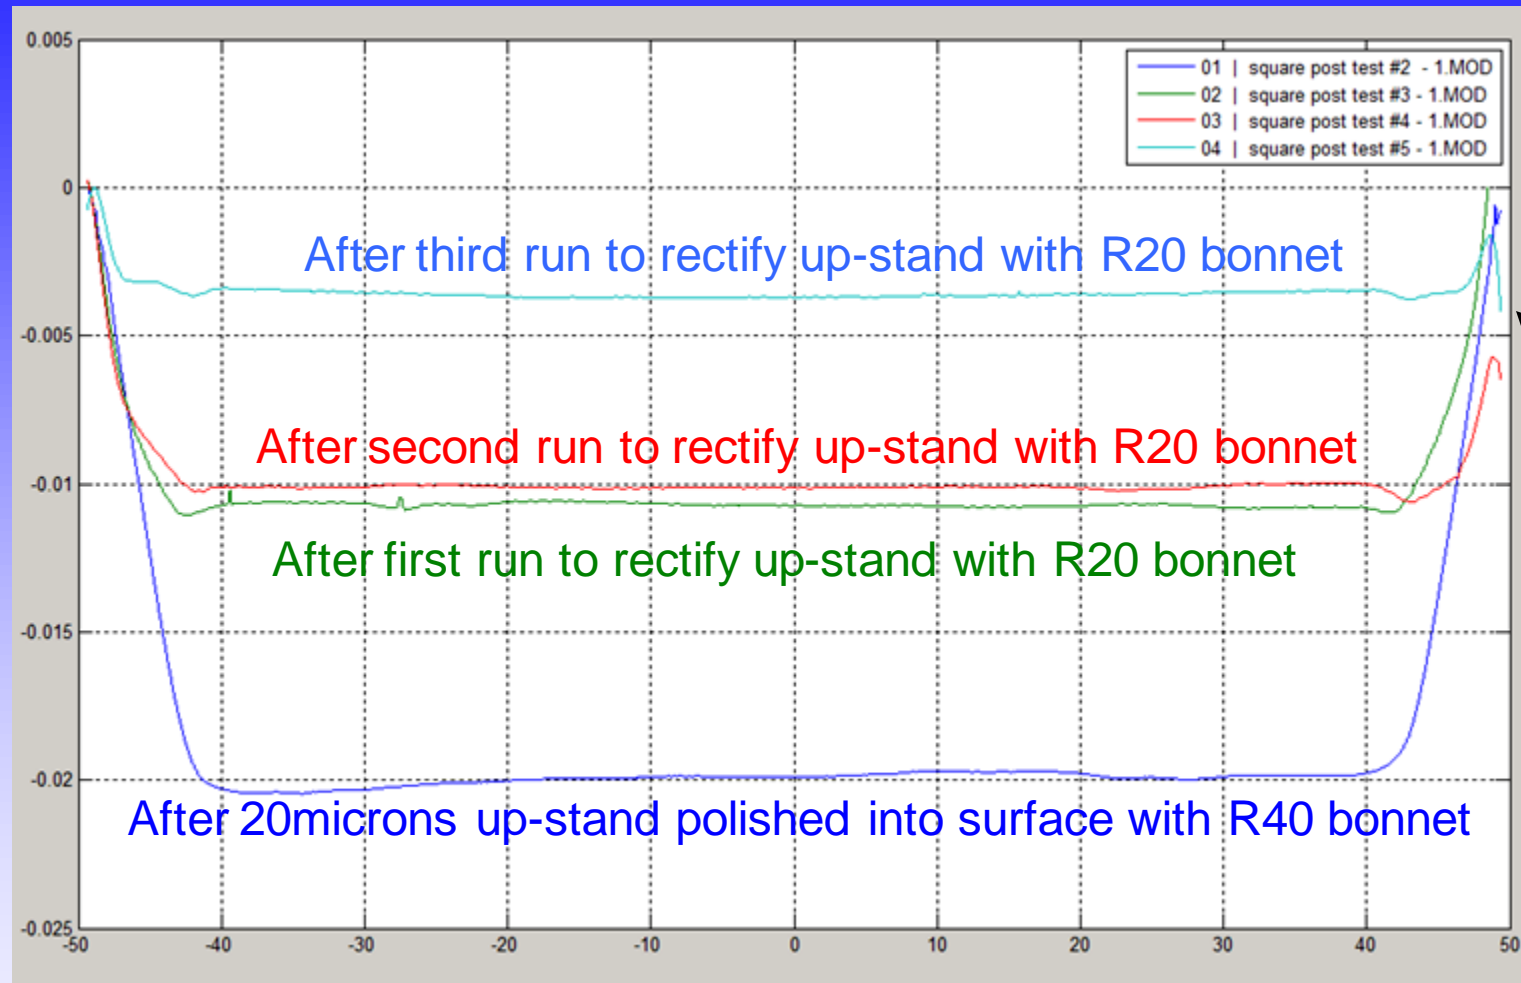 0.005
01 | square post test #2 - 1.MOD
02 | square post test #3 - 1.MOD
03 | square post test #4 - 1.MOD
04 | square post test #5 - 1.MOD
0
After third run to rectify up-stand with R20 bonnet
-0.005
After second run to rectify up-stand with R20 bonnet
-0.01
After first run to rectify up-stand with R20 bonnet
-0.015
-0.02
After 20microns up-stand polished into surface with R40 bonnet
-0.025
-50 -40 -30 -20 -10 0 10 20 30 40 50